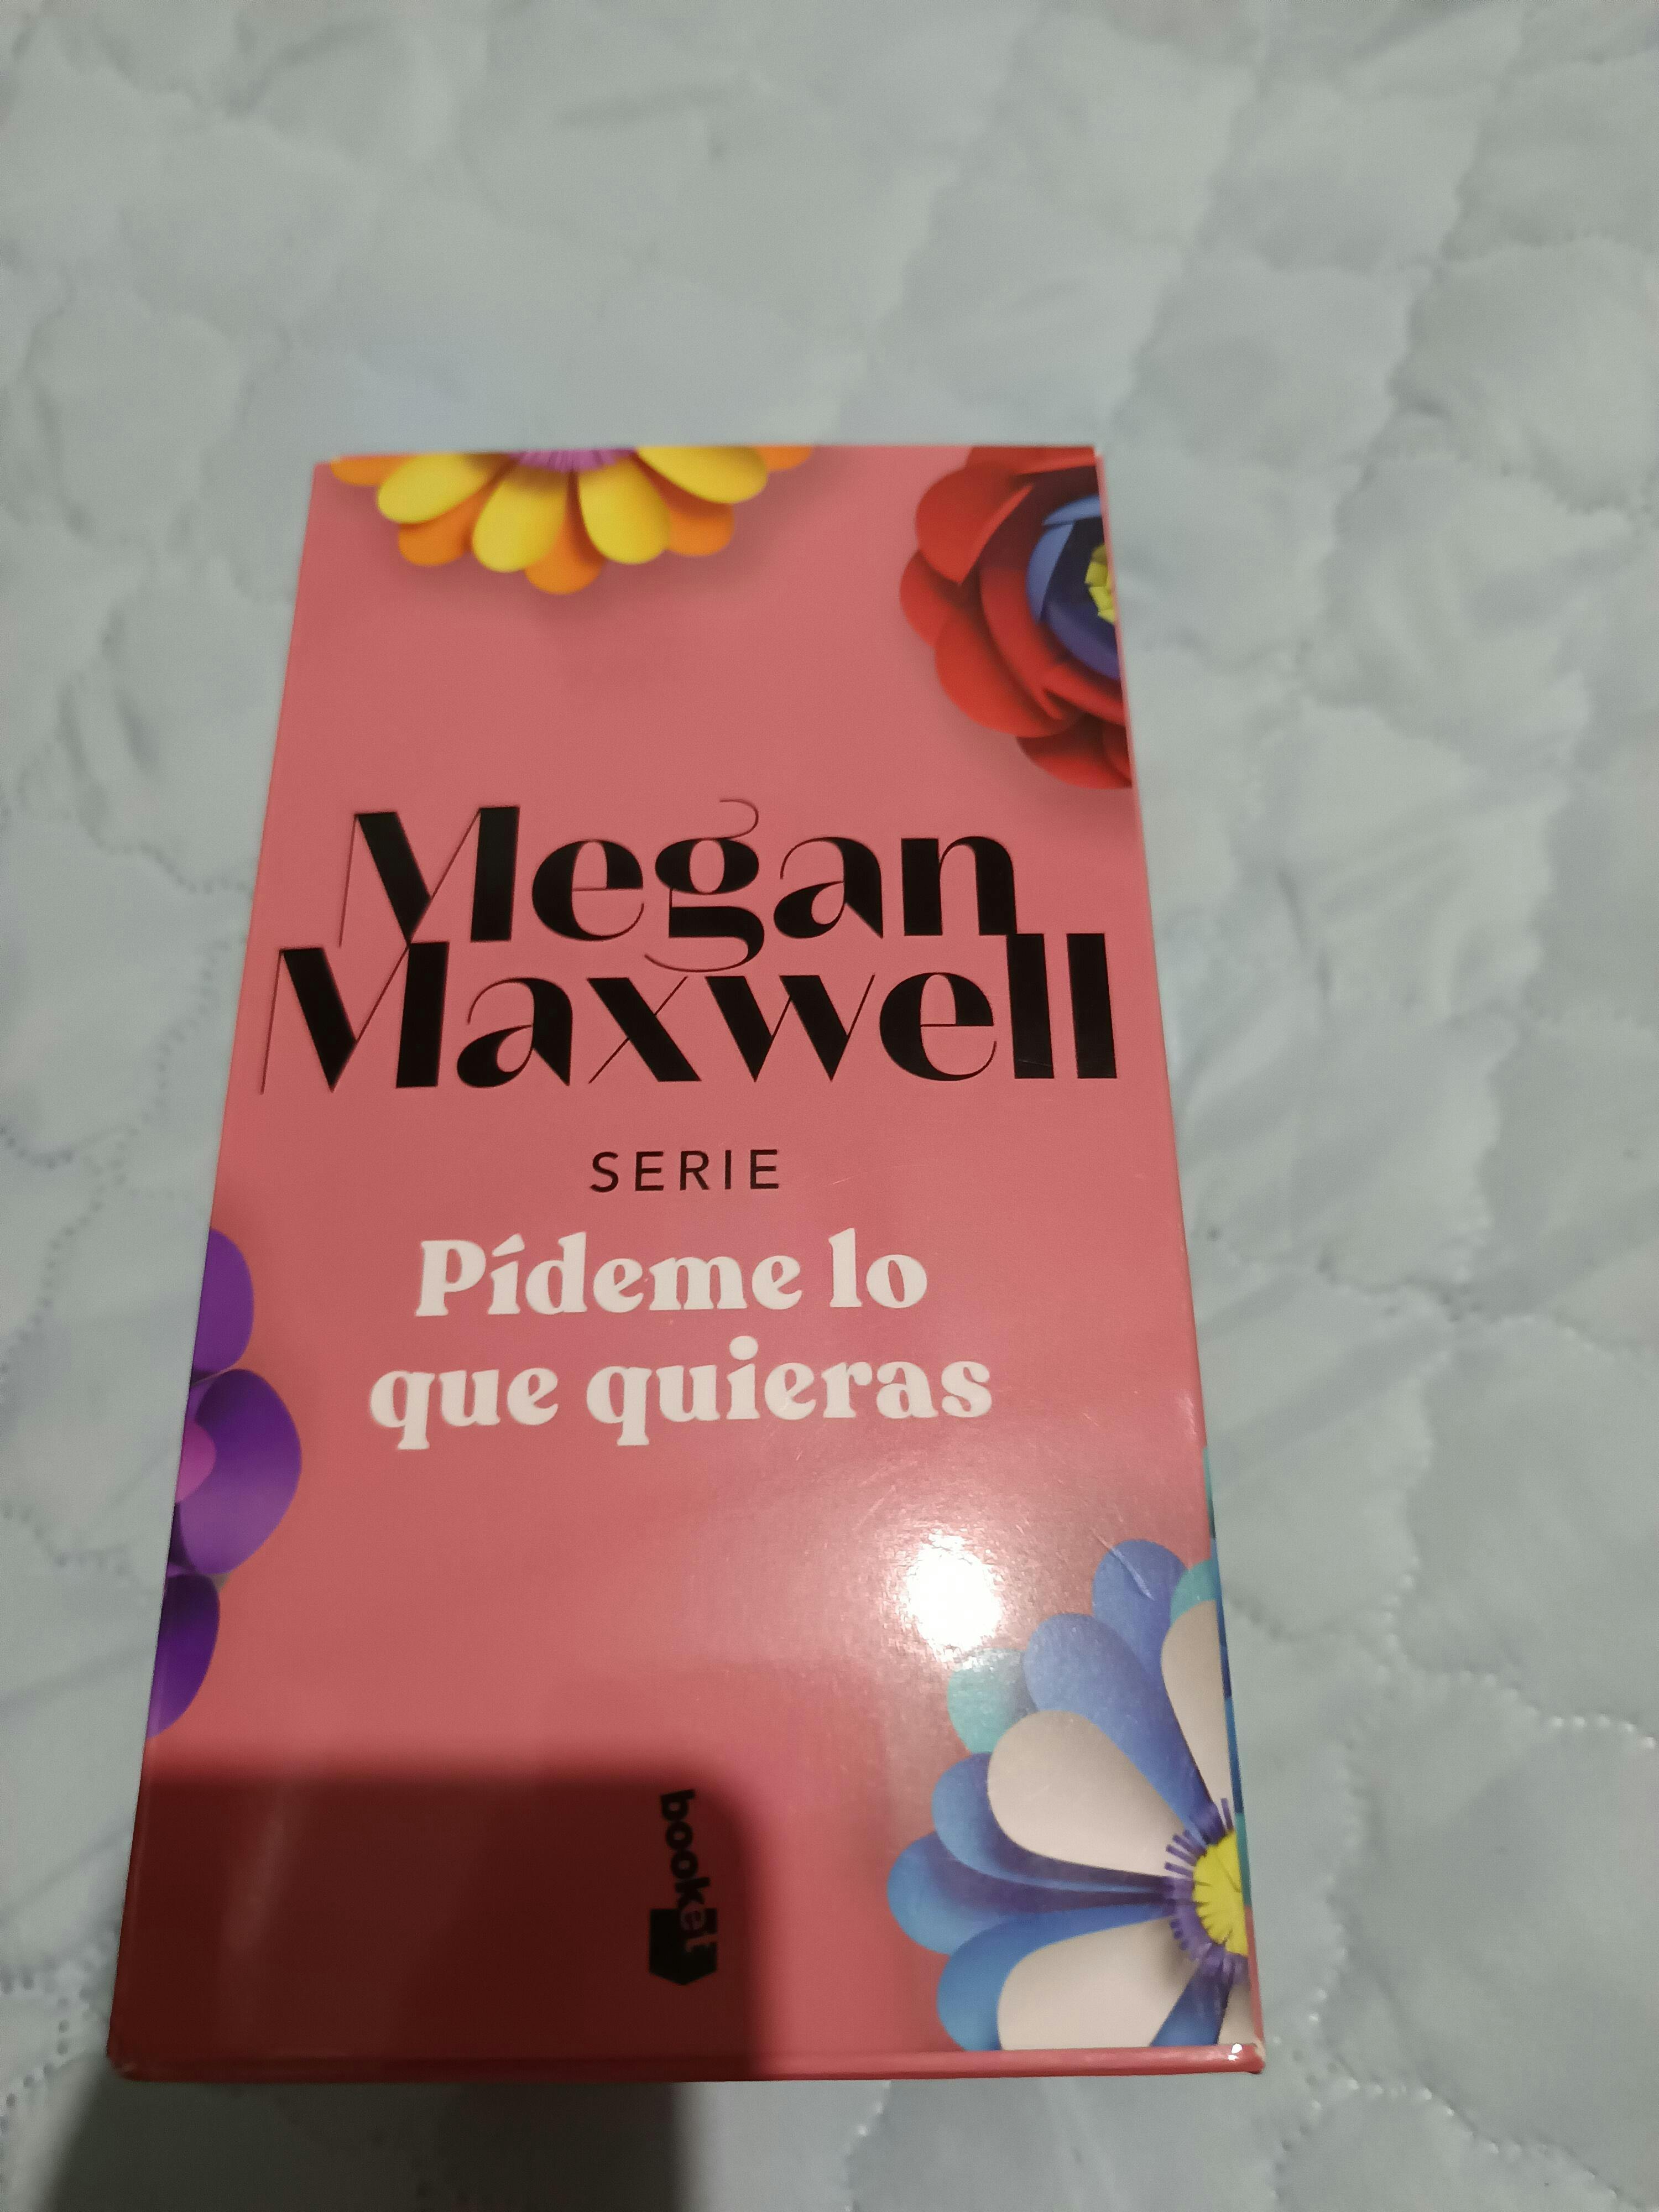 Megan
Maxwell
SERIE
Pídeme lo
que quieras
booket